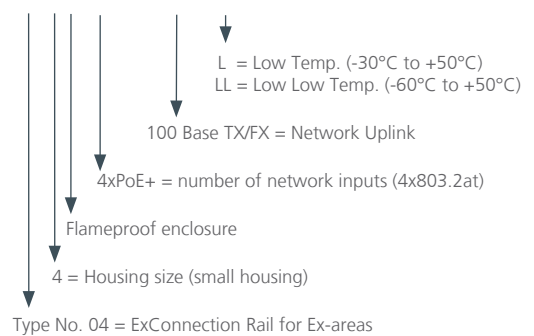 L = Low Temp. (-30°C to +50°C)
LL = Low Low Temp. (-60°C to +50°C)
100 Base TX/FX = Network Uplink
4xPoE+ = number of network inputs (4x803.2at)
Flameproof enclosure
4 = Housing size (small housing)
Type No. 04 = ExConnection Rail for Ex-areas